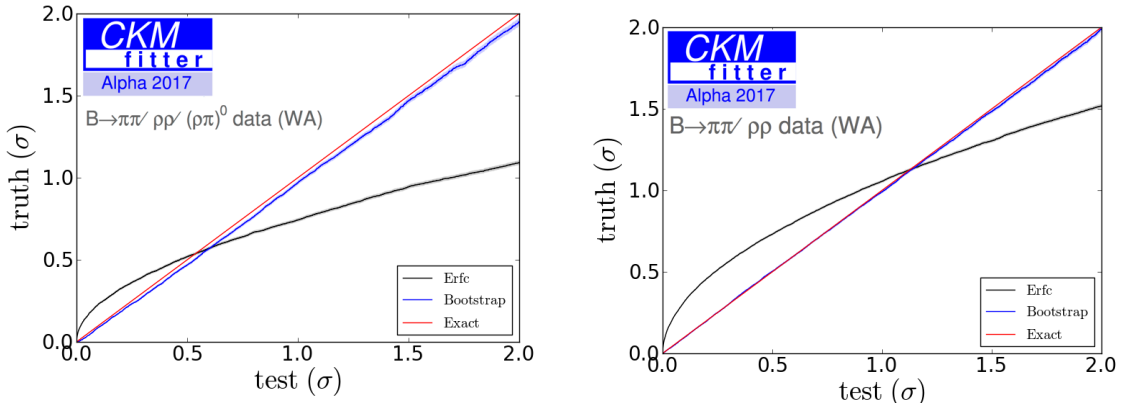 2.0
1.5
1.0
0.5
0.0
truth (σ)
CKM
fitter
Alpha 2017
B→ππ/ ρρ/ (ρπ)⁰ data (WA)
Erfc
Bootstrap
Exact
0.0 0.5 1.0 1.5 2.0
test (σ)
2.0
1.5
1.0
0.5
0.0
truth (σ)
CKM
fitter
Alpha 2017
B→ππ/ ρρ data (WA)
Erfc
Bootstrap
Exact
0.0 0.5 1.0 1.5 2.0
test (σ)